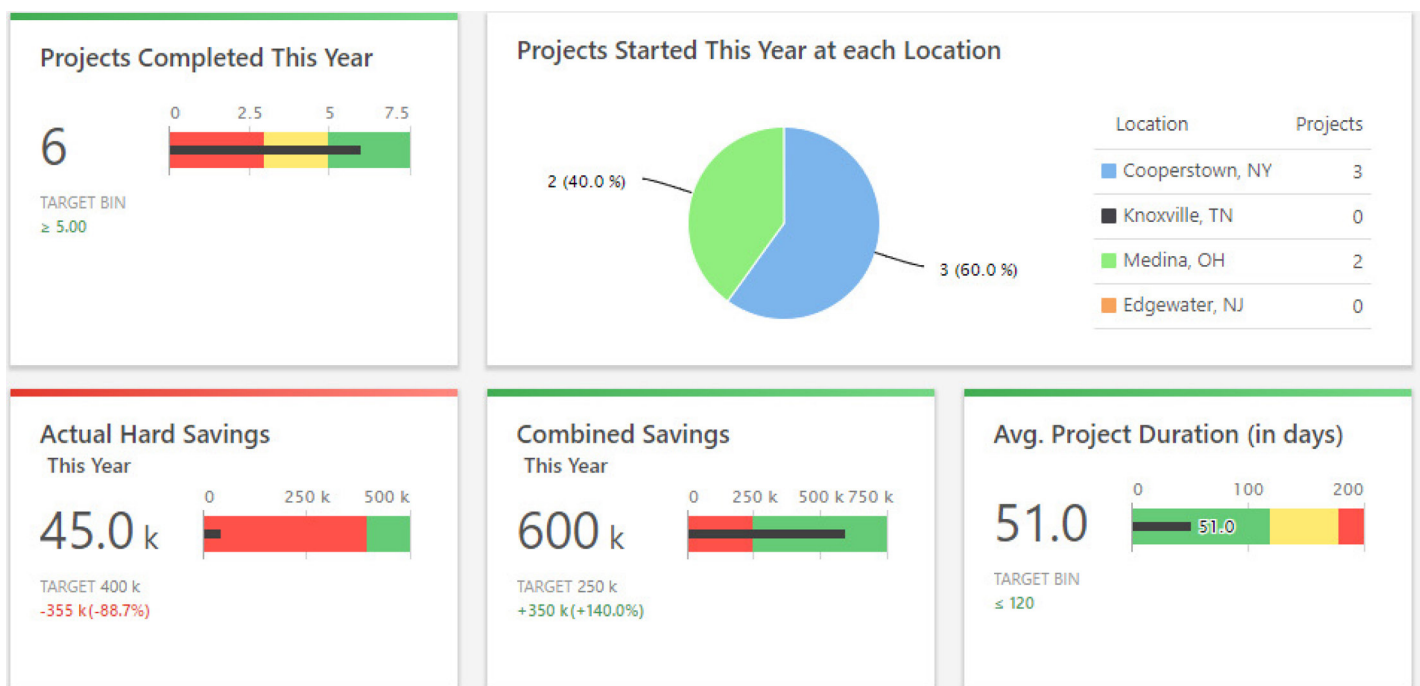 Projects Completed This Year
0 2.5 5 7.5
6
TARGET BIN
≥ 5.00
Projects Started This Year at each Location
2 (40.0 %)
3 (60.0 %)
Location Projects
Cooperstown, NY 3
Knoxville, TN 0
Medina, OH 2
Edgewater, NJ 0
Actual Hard Savings
This Year
0 250 k 500 k
45.0 k
TARGET 400 k
-355 k(-88.7%)
Combined Savings
This Year
0 250 k 500 k 750 k
600 k
TARGET 250 k
+350 k(+140.0%)
Avg. Project Duration (in days)
0 100 200
51.0
51.0
TARGET BIN
≤ 120